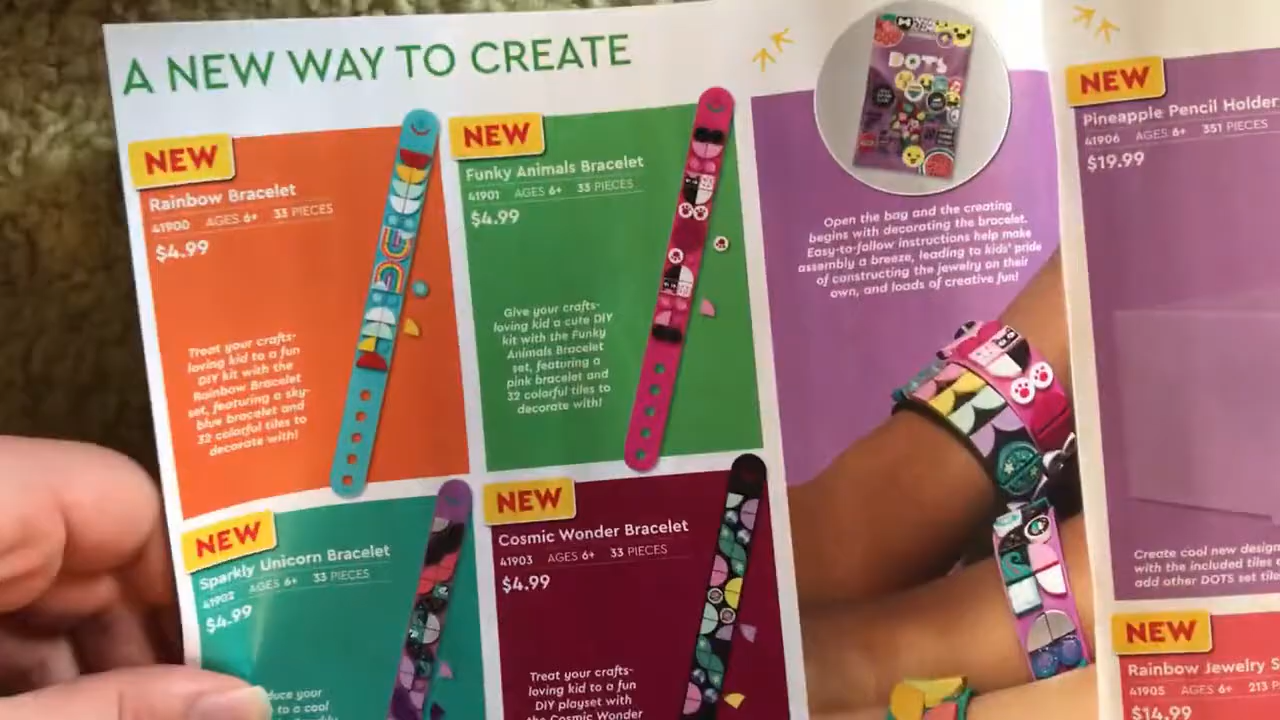 A NEW WAY TO CREATE
NEW
Rainbow Bracelet
41900 AGES 6+ 33 PIECES
$4.99
Treat your crafts-
loving kid to a fun
DIY kit with the
Rainbow Bracelet
set, featuring a sky-
blue bracelet and
32 colorful tiles to
decorate with!
NEW
Funky Animals Bracelet
41901 AGES 6+ 33 PIECES
$4.99
Give your crafts-
loving kid a cute DIY
kit with the Funky
Animals Bracelet
set, featuring a
pink bracelet and
32 colorful tiles to
decorate with!
NEW
Sparkly Unicorn Bracelet
41902 AGES 6+ 33 PIECES
$4.99
duce your
to a cool
NEW
Cosmic Wonder Bracelet
41903 AGES 6+ 33 PIECES
$4.99
Treat your crafts-
loving kid to a fun
DIY playset with
the Cosmic Wonder
DOTS
Open the bag and the creating
begins with decorating the bracelet.
Easy-to-follow instructions help make
assembly a breeze, leading to kids' pride
of constructing the jewelry on their
own, and loads of creative fun!
NEW
Pineapple Pencil Holder
41906 AGES 6+ 351 PIECES
$19.99
Create cool new design
with the included tiles
add other DOTS set tile
NEW
Rainbow Jewelry S
41905 AGES 6+ 213 P
$14.99